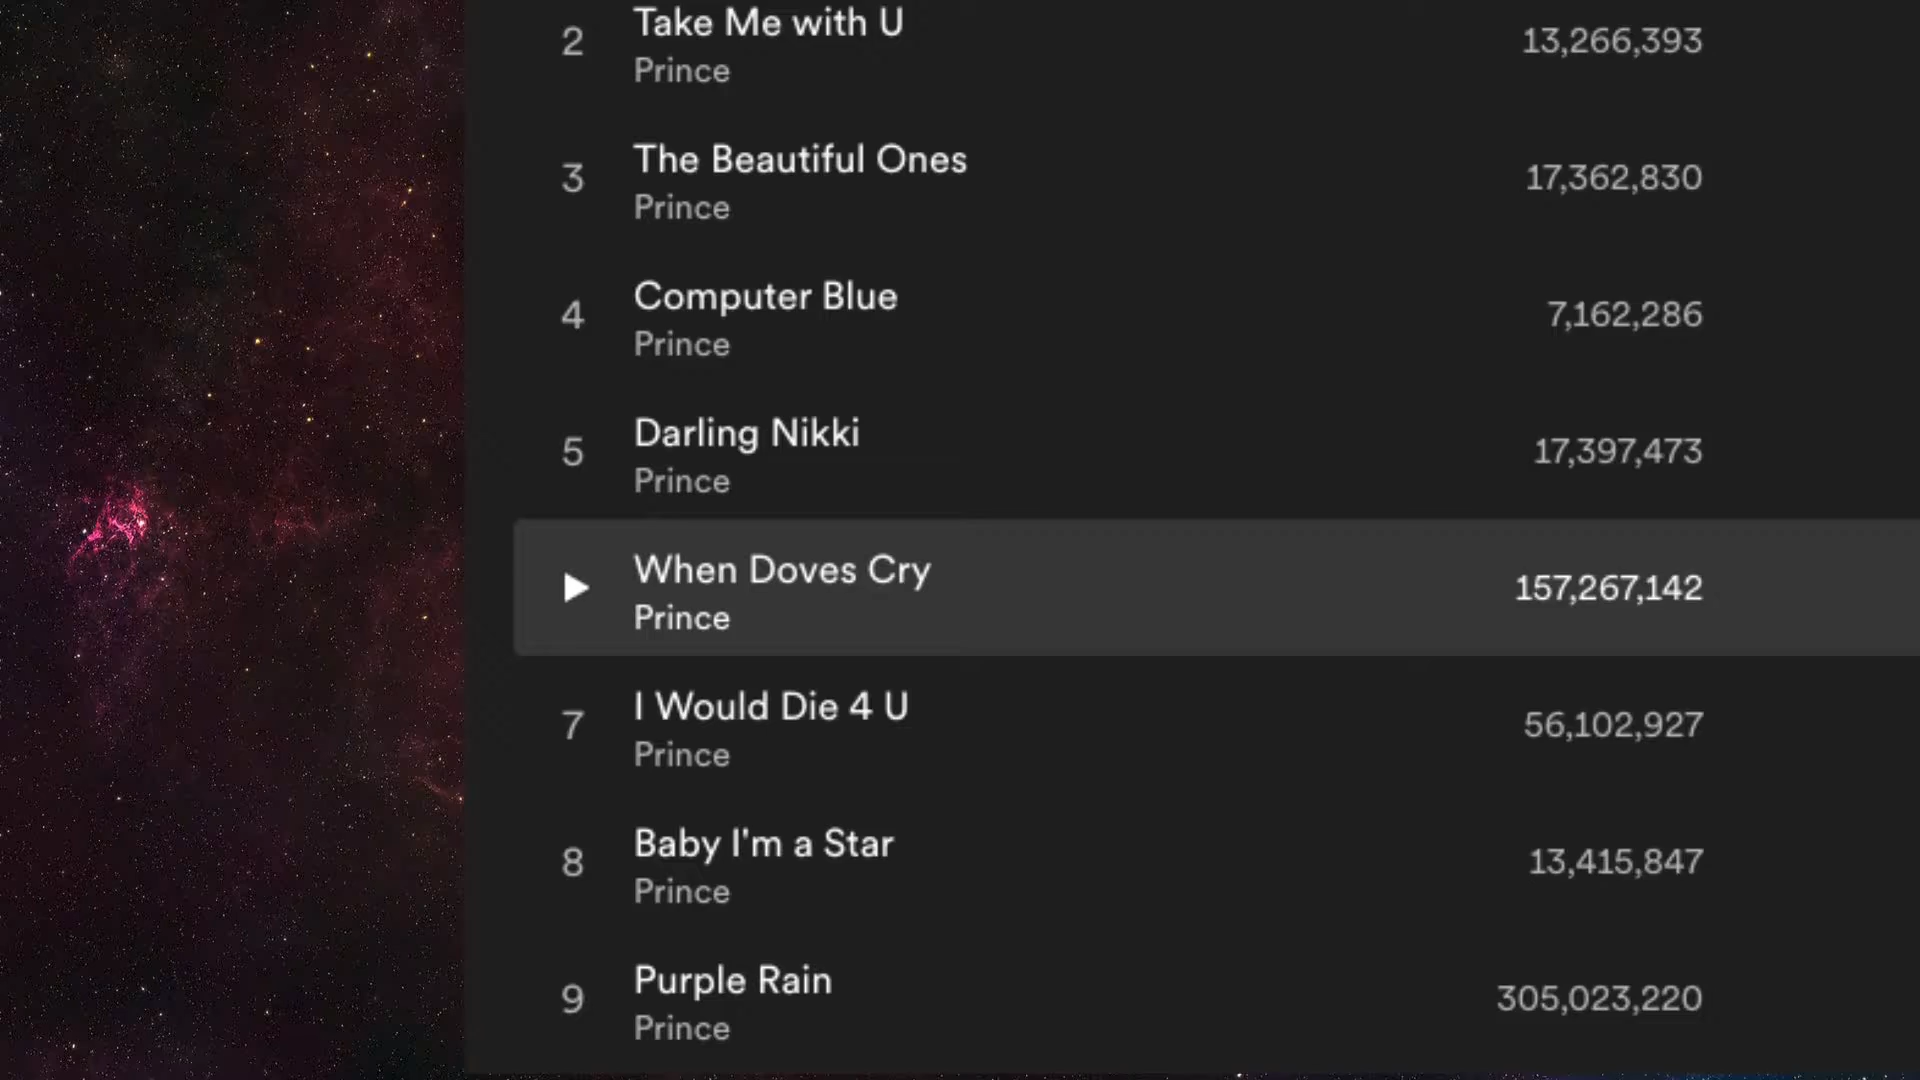 2
Take Me with U
Prince
13,266,393
3
The Beautiful Ones
Prince
17,362,830
4
Computer Blue
Prince
7,162,286
5
Darling Nikki
Prince
17,397,473
When Doves Cry
Prince
157,267,142
7
I Would Die 4 U
Prince
56,102,927
8
Baby I'm a Star
Prince
13,415,847
9
Purple Rain
Prince
305,023,220